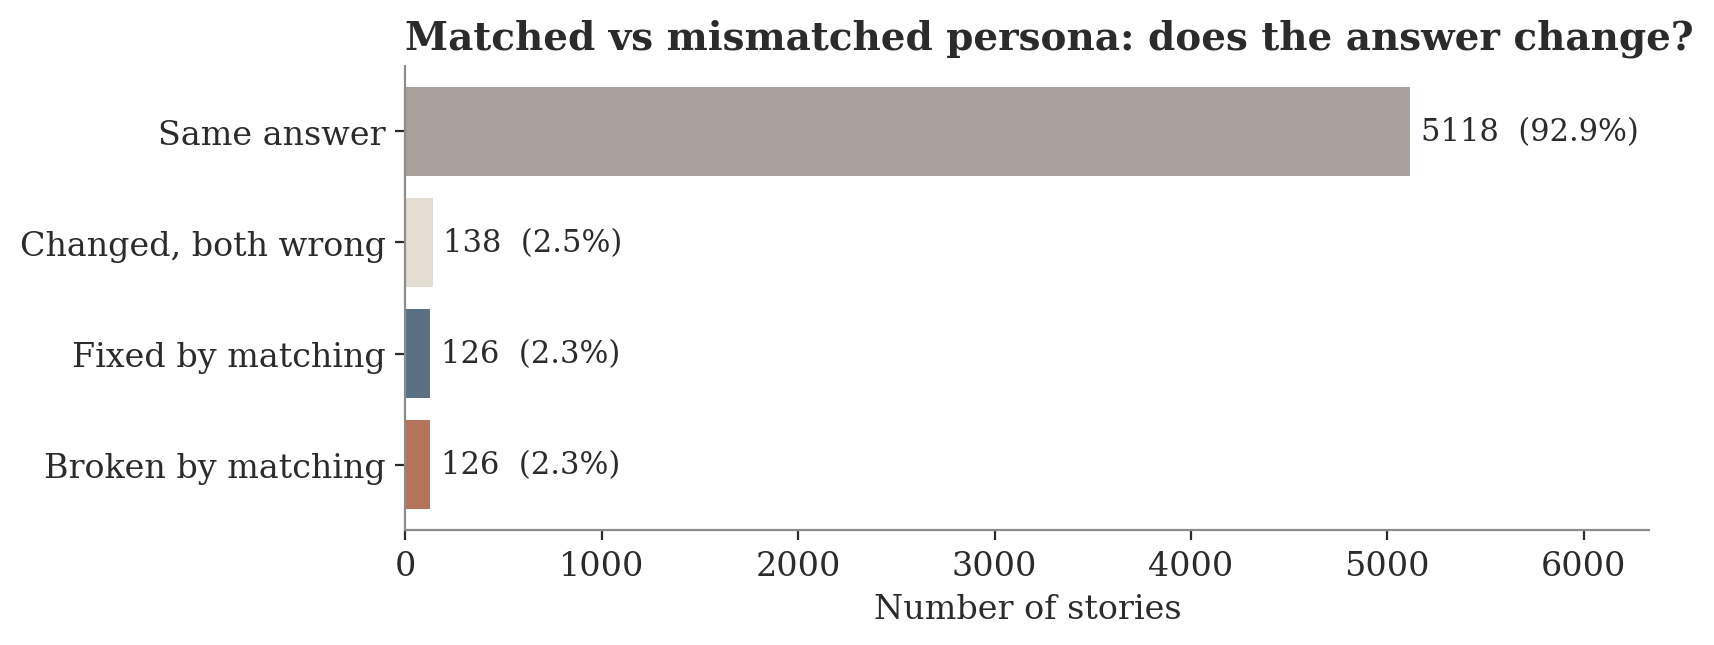 Matched vs mismatched persona: does the answer change?
Same answer
5118 (92.9%)
Changed, both wrong
138 (2.5%)
Fixed by matching
126 (2.3%)
Broken by matching
126 (2.3%)
0 1000 2000 3000 4000 5000 6000
Number of stories